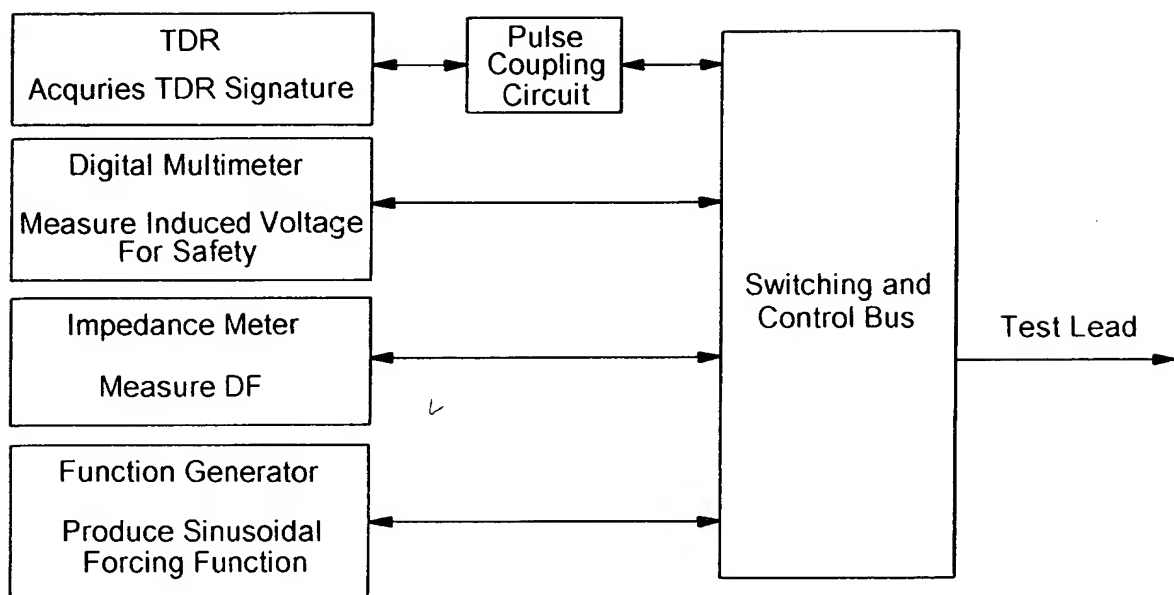 TDR
Acquries TDR Signature
Pulse
Coupling
Circuit
Digital Multimeter
Measure Induced Voltage
For Safety
Impedance Meter
Measure DF
Function Generator
Produce Sinusoidal
Forcing Function
Switching and
Control Bus
Test Lead